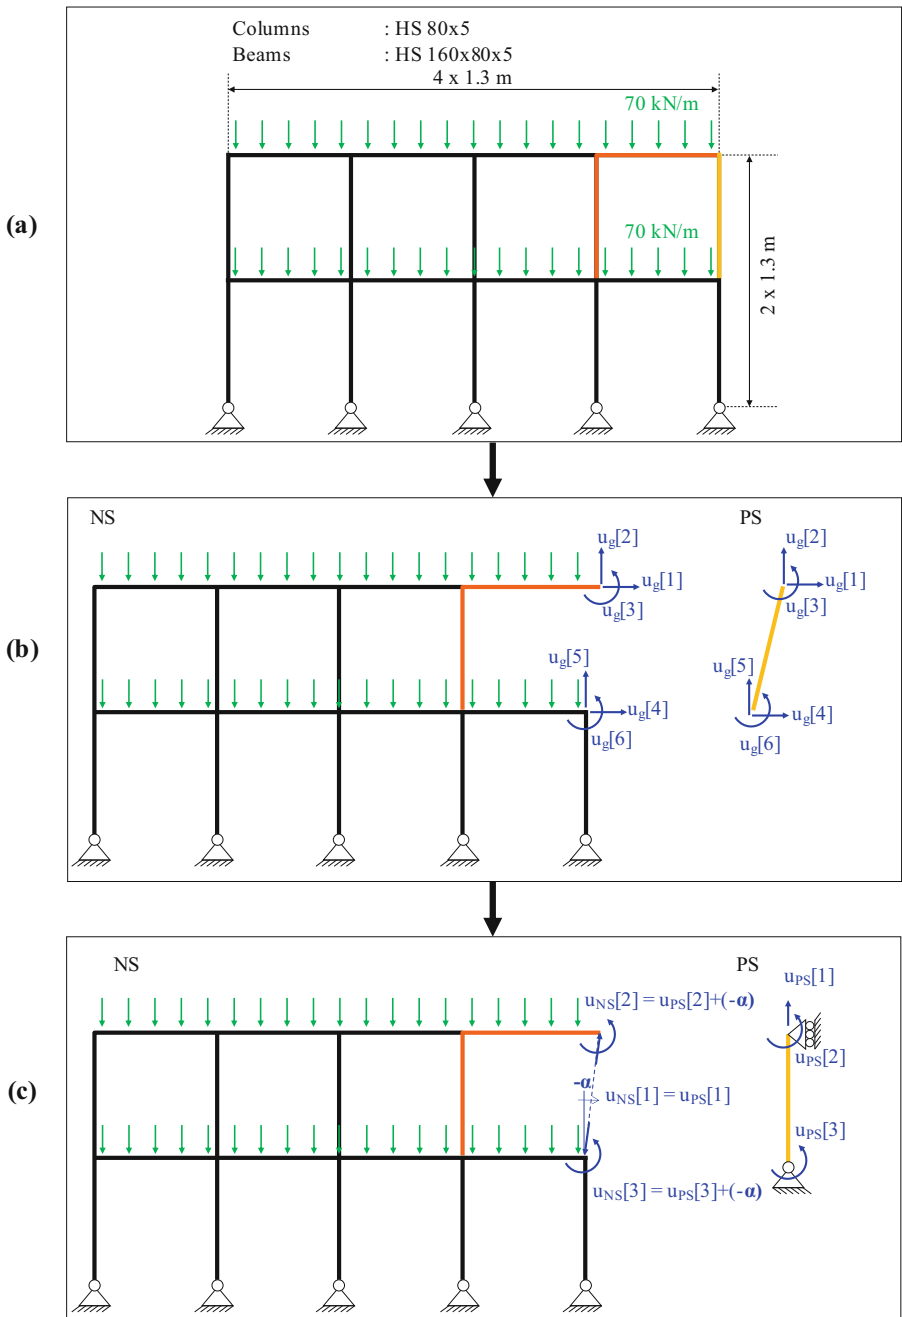 Columns : HS 80x5
Beams : HS 160x80x5
4 x 1.3 m
70 kN/m
(a)
70 kN/m
2 x 1.3 m
NS
PS
u_g[2]
u_g[2]
u_g[1]
u_g[1]
u_g[3]
u_g[3]
(b)
u_g[5]
u_g[5]
u_g[4]
u_g[4]
u_g[6]
u_g[6]
NS
PS
u_PS[1]
u_NS[2] = u_PS[2]+(-α)
u_PS[2]
-α
(c)
u_NS[1] = u_PS[1]
u_PS[3]
u_NS[3] = u_PS[3]+(-α)